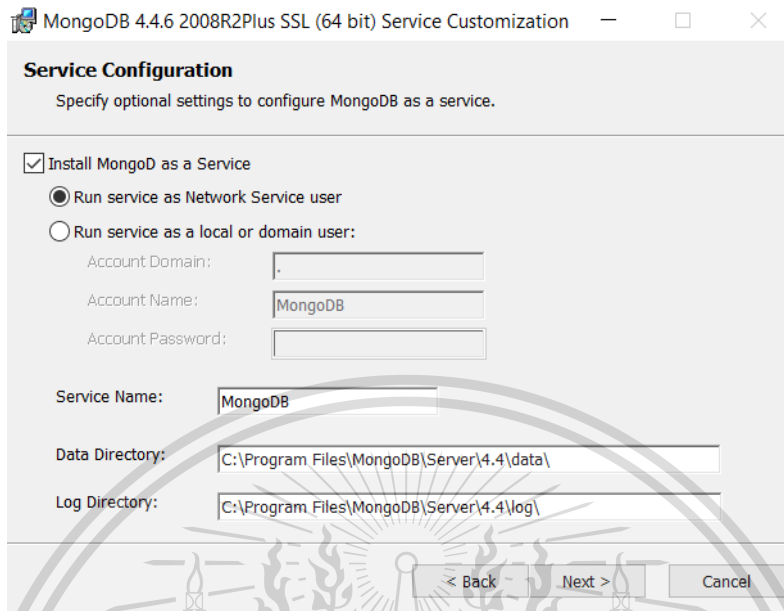 MongoDB 4.4.6 2008R2Plus SSL (64 bit) Service Customization
Service Configuration
Specify optional settings to configure MongoDB as a service.
Install MongoD as a Service
Run service as Network Service user
Run service as a local or domain user:
Account Domain: .
Account Name: MongoDB
Account Password:
Service Name: MongoDB
Data Directory: C:\Program Files\MongoDB\Server\4.4\data\
Log Directory: C:\Program Files\MongoDB\Server\4.4\log\
< Back Next > Cancel